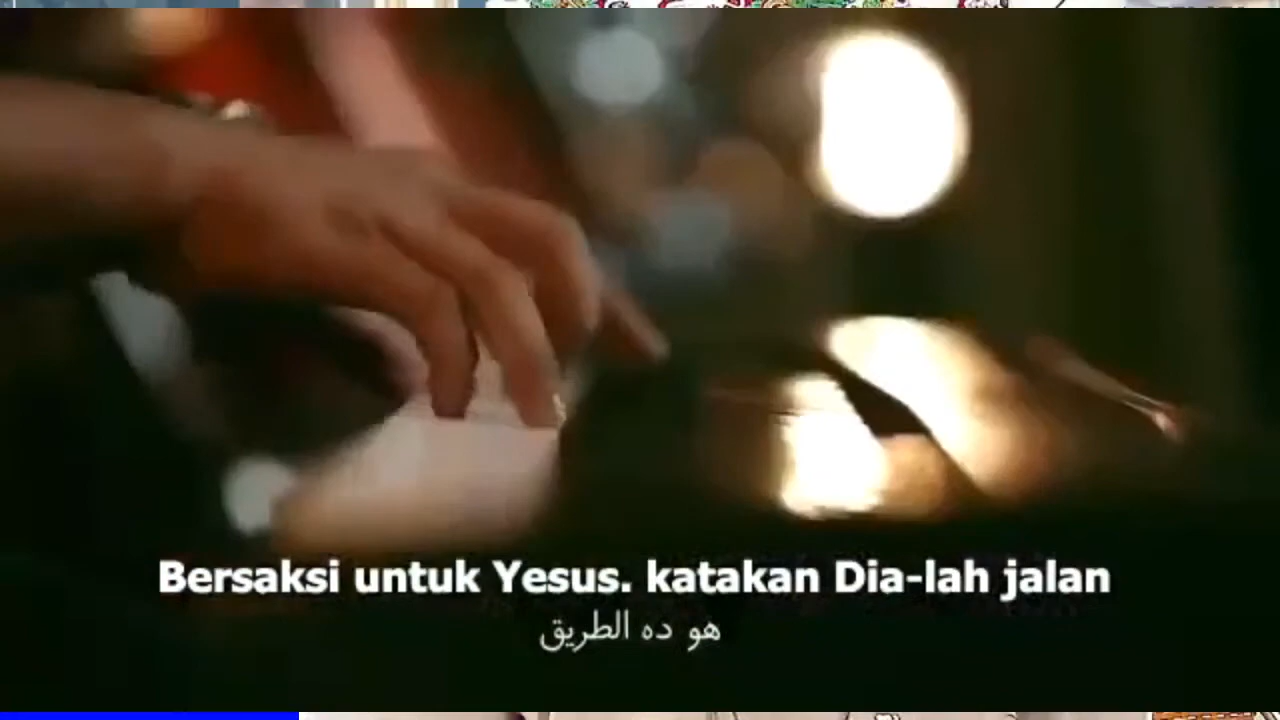 Bersaksi untuk Yesus. katakan Dia-lah jalan
هو ده الطريق